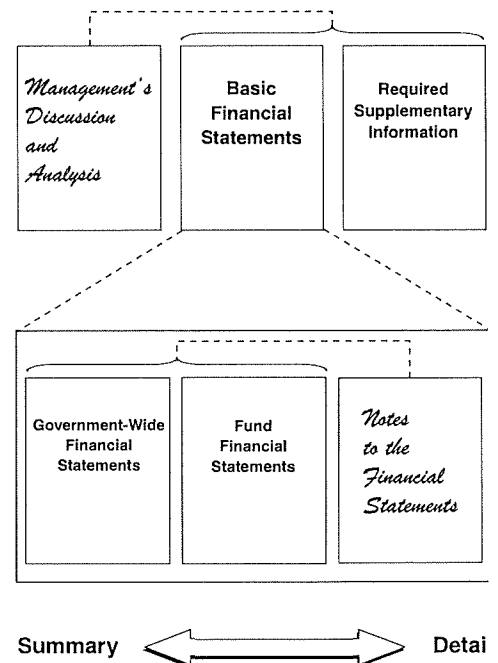 Management's
Discussion
and
Analysis
Basic
Financial
Statements
Required
Supplementary
Information
Government-Wide
Financial
Statements
Fund
Financial
Statements
Notes
to the
Financial
Statements
Summary
Detai